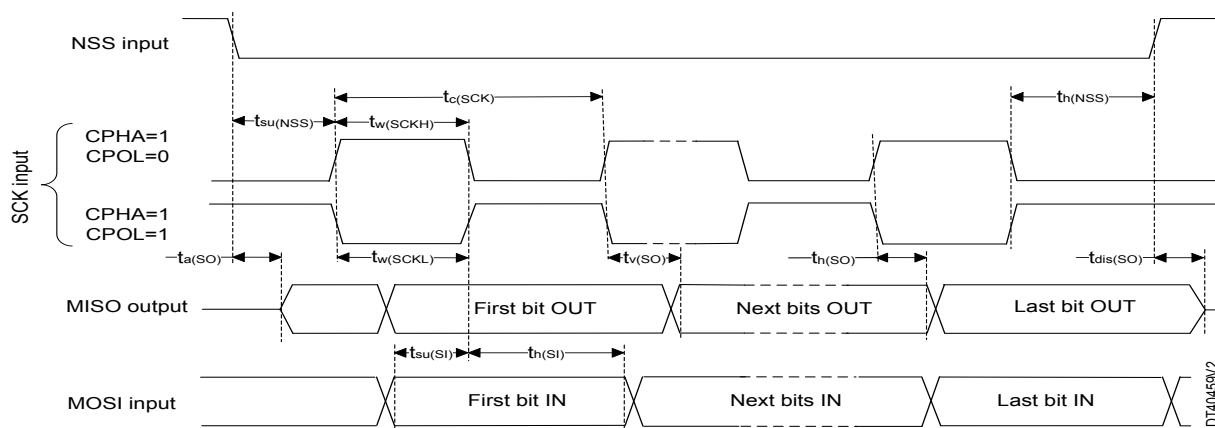 NSS input
tc(SCK)
th(NSS)
tsu(NSS)
tw(SCKH)
SCK input
CPHA=1
CPOL=0
CPHA=1
CPOL=1
ta(SO)
tw(SCKL)
tv(SO)
th(SO)
tdis(SO)
MISO output
First bit OUT
Next bits OUT
Last bit OUT
tsu(SI)
th(SI)
MOSI input
First bit IN
Next bits IN
Last bit IN
DT40459V2